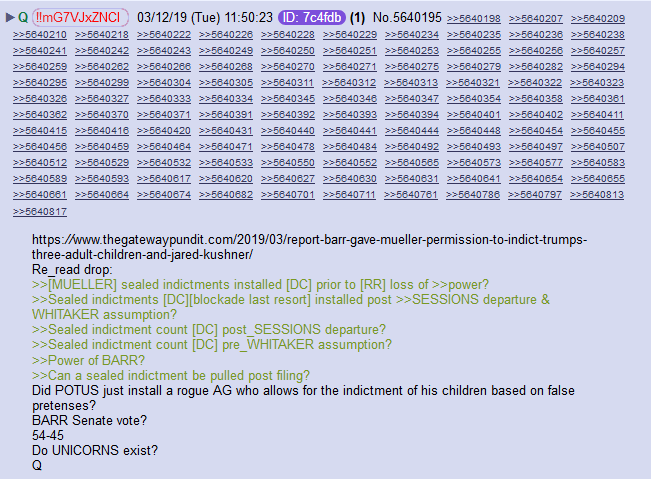 Q !!mG7VJxZNCI 03/12/19 (Tue) 11:50:23 ID: 7c4fdb (1) No.5640195 >>5640198 >>5640207 >>5640209
>>5640210 >>5640218 >>5640222 >>5640226 >>5640228 >>5640229 >>5640234 >>5640235 >>5640236 >>5640238
>>5640241 >>5640242 >>5640243 >>5640249 >>5640250 >>5640251 >>5640253 >>5640255 >>5640256 >>5640257
>>5640259 >>5640262 >>5640266 >>5640268 >>5640270 >>5640271 >>5640275 >>5640279 >>5640282 >>5640294
>>5640295 >>5640299 >>5640304 >>5640305 >>5640311 >>5640312 >>5640313 >>5640321 >>5640322 >>5640323
>>5640326 >>5640327 >>5640333 >>5640334 >>5640345 >>5640346 >>5640347 >>5640354 >>5640358 >>5640361
>>5640362 >>5640370 >>5640371 >>5640391 >>5640392 >>5640393 >>5640394 >>5640401 >>5640402 >>5640411
>>5640415 >>5640416 >>5640420 >>5640431 >>5640440 >>5640441 >>5640444 >>5640448 >>5640454 >>5640455
>>5640456 >>5640459 >>5640464 >>5640471 >>5640478 >>5640484 >>5640492 >>5640493 >>5640497 >>5640507
>>5640512 >>5640529 >>5640532 >>5640533 >>5640550 >>5640552 >>5640565 >>5640573 >>5640577 >>5640583
>>5640589 >>5640593 >>5640617 >>5640620 >>5640627 >>5640630 >>5640631 >>5640641 >>5640654 >>5640655
>>5640661 >>5640664 >>5640674 >>5640682 >>5640701 >>5640711 >>5640761 >>5640786 >>5640797 >>5640813
>>5640817
https://www.thegatewaypundit.com/2019/03/report-barr-gave-mueller-permission-to-indict-trumps-
three-adult-children-and-jared-kushner/
Re_read drop:
>>[MUELLER] sealed indictments installed [DC] prior to [RR] loss of >>power?
>>Sealed indictments [DC][blockade last resort] installed post >>SESSIONS departure &
WHITAKER assumption?
>>Sealed indictment count [DC] post_SESSIONS departure?
>>Sealed indictment count [DC] pre_WHITAKER assumption?
>>Power of BARR?
>>Can a sealed indictment be pulled post filing?
Did POTUS just install a rogue AG who allows for the indictment of his children based on false
pretenses?
BARR Senate vote?
54-45
Do UNICORNS exist?
Q